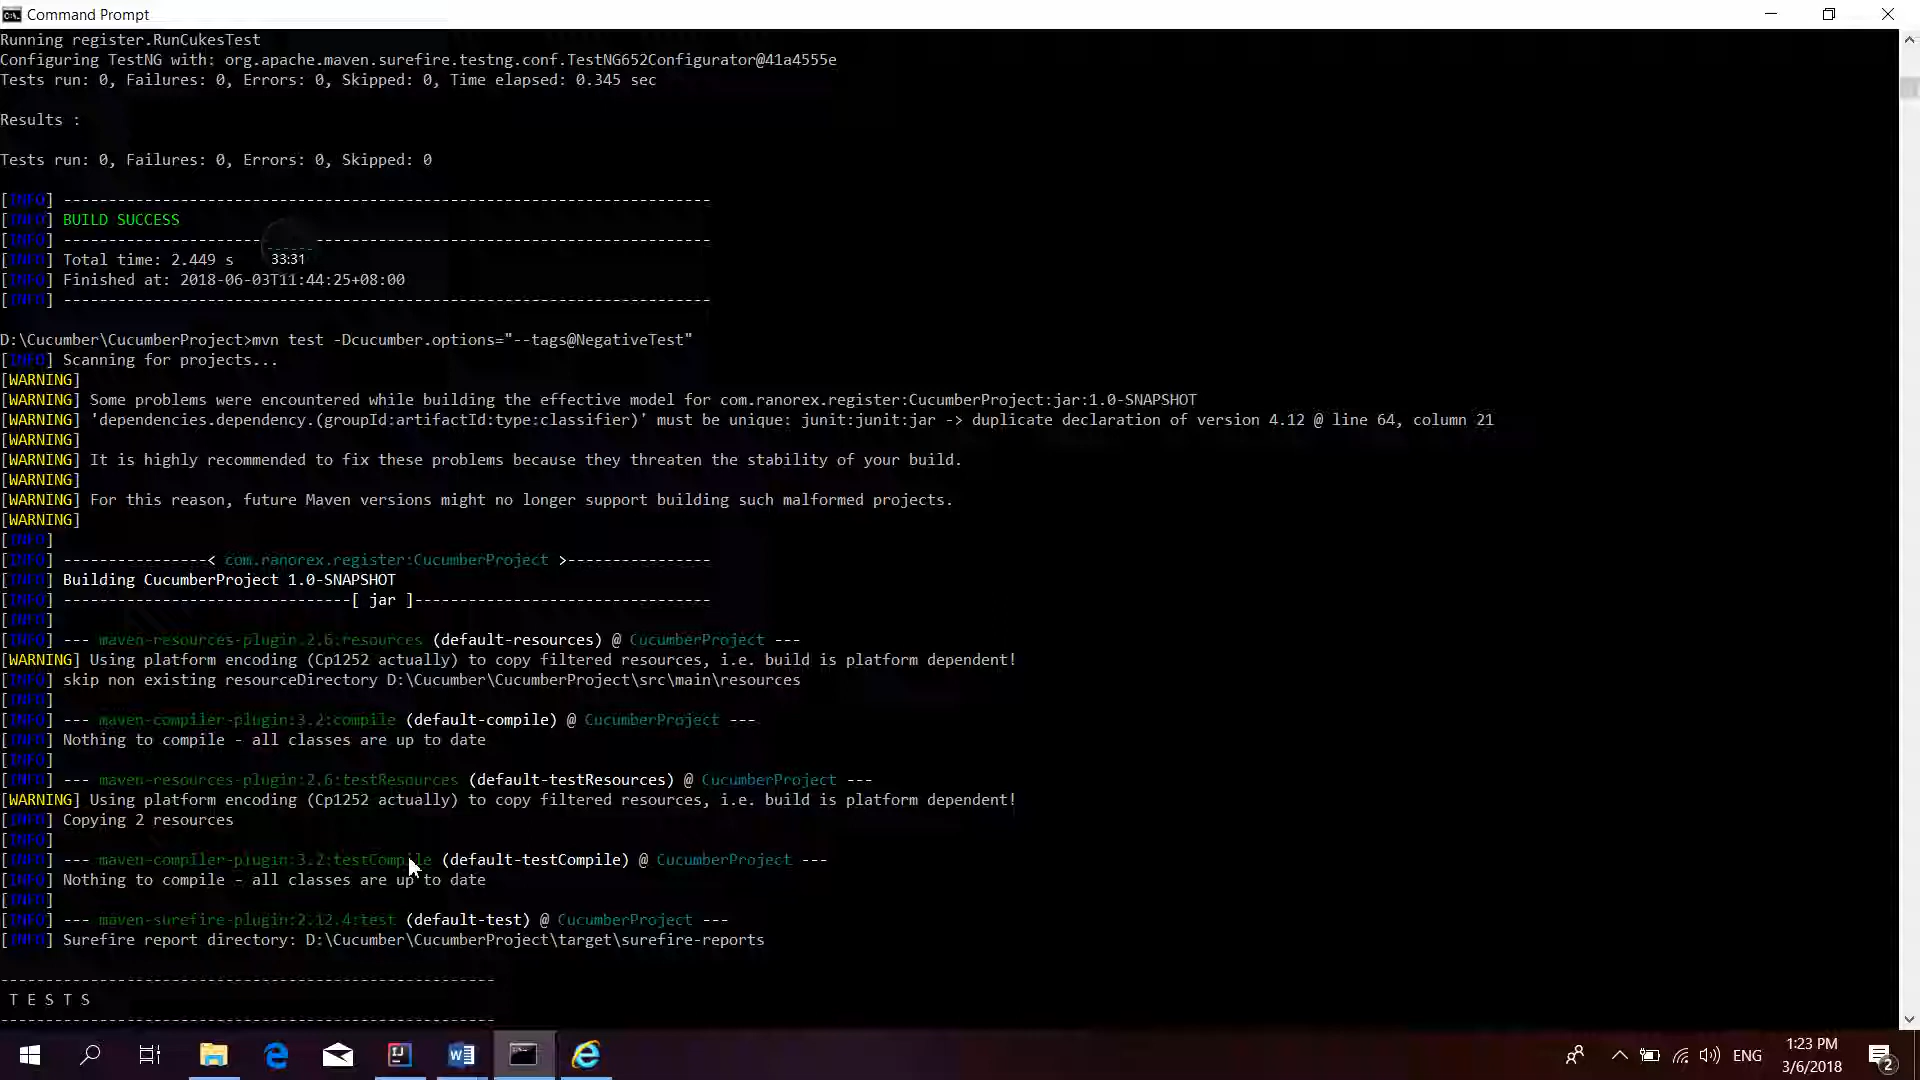 Command Prompt
Running register.RunCukesTest
Configuring TestNG with: org.apache.maven.surefire.testng.conf.TestNG652Configurator@41a4555e
Tests run: 0, Failures: 0, Errors: 0, Skipped: 0, Time elapsed: 0.345 sec
Results :
Tests run: 0, Failures: 0, Errors: 0, Skipped: 0
[INFO] ------------------------------------------------------------------------
[INFO] BUILD SUCCESS
[INFO] ------------------------------------------------------------------------
[INFO] Total time: 2.449 s
33:31
[INFO] Finished at: 2018-06-03T11:44:25+08:00
[INFO] ------------------------------------------------------------------------
D:\Cucumber\CucumberProject>mvn test -Dcucumber.options="--tags@NegativeTest"
[INFO] Scanning for projects...
[WARNING]
[WARNING] Some problems were encountered while building the effective model for com.ranorex.register:CucumberProject:jar:1.0-SNAPSHOT
[WARNING] 'dependencies.dependency.(groupId:artifactId:type:classifier)' must be unique: junit:junit:jar -> duplicate declaration of version 4.12 @ line 64, column 21
[WARNING]
[WARNING] It is highly recommended to fix these problems because they threaten the stability of your build.
[WARNING]
[WARNING] For this reason, future Maven versions might no longer support building such malformed projects.
[WARNING]
[INFO]
[INFO] ----------------< com.ranorex.register:CucumberProject >----------------
[INFO] Building CucumberProject 1.0-SNAPSHOT
[INFO] --------------------------------[ jar ]---------------------------------
[INFO]
[INFO] --- maven-resources-plugin:2.6:resources (default-resources) @ CucumberProject ---
[WARNING] Using platform encoding (Cp1252 actually) to copy filtered resources, i.e. build is platform dependent!
[INFO] skip non existing resourceDirectory D:\Cucumber\CucumberProject\src\main\resources
[INFO]
[INFO] --- maven-compiler-plugin:3.2:compile (default-compile) @ CucumberProject ---
[INFO] Nothing to compile - all classes are up to date
[INFO]
[INFO] --- maven-resources-plugin:2.6:testResources (default-testResources) @ CucumberProject ---
[WARNING] Using platform encoding (Cp1252 actually) to copy filtered resources, i.e. build is platform dependent!
[INFO] Copying 2 resources
[INFO]
[INFO] --- maven-compiler-plugin:3.2:testCompile (default-testCompile) @ CucumberProject ---
[INFO] Nothing to compile - all classes are up to date
[INFO]
[INFO] --- maven-surefire-plugin:2.12.4:test (default-test) @ CucumberProject ---
[INFO] Surefire report directory: D:\Cucumber\CucumberProject\target\surefire-reports
-------------------------------------------------------
T E S T S
-------------------------------------------------------
ENG
1:23 PM
3/6/2018
2